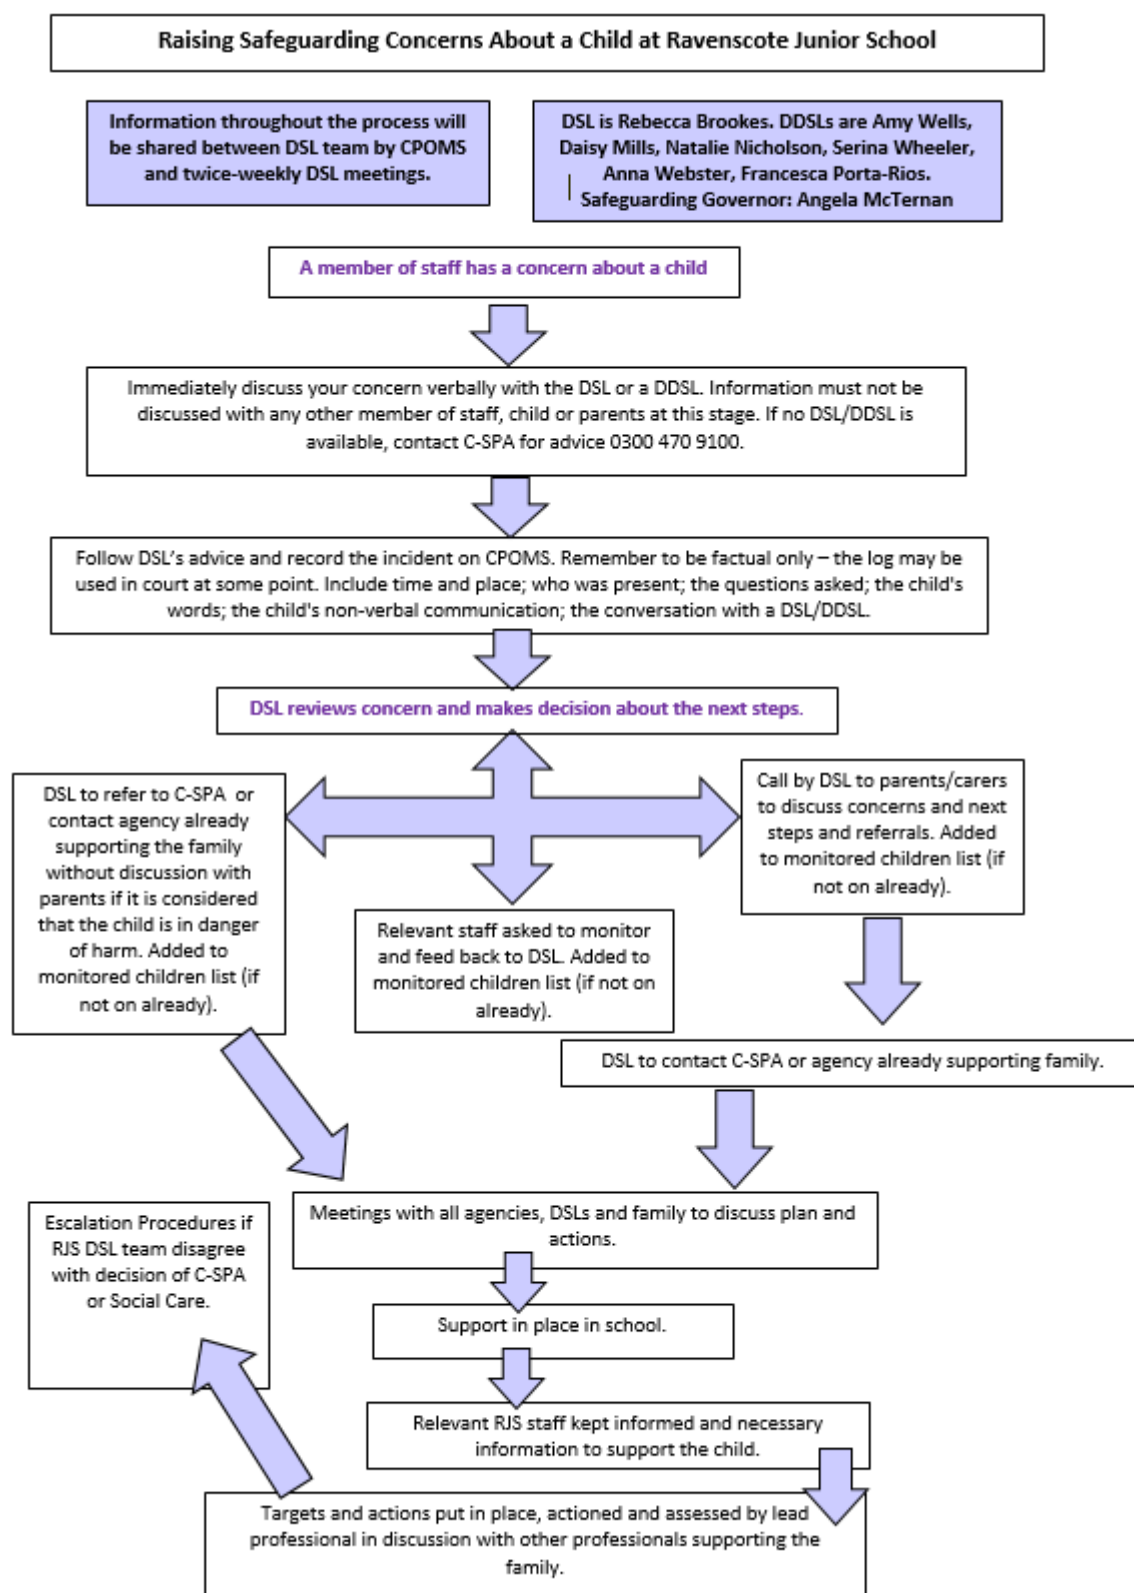 Raising Safeguarding Concerns About a Child at Ravenscote Junior School
Information throughout the process will
be shared between DSL team by CPOMS
and twice-weekly DSL meetings.
DSL is Rebecca Brookes. DDSLs are Amy Wells,
Daisy Mills, Natalie Nicholson, Serina Wheeler,
Anna Webster, Francesca Porta-Rios.
Safeguarding Governor: Angela McTernan
A member of staff has a concern about a child
Immediately discuss your concern verbally with the DSL or a DDSL. Information must not be
discussed with any other member of staff, child or parents at this stage. If no DSL/DDSL is
available, contact C-SPA for advice 0300 470 9100.
Follow DSL’s advice and record the incident on CPOMS. Remember to be factual only – the log may be
used in court at some point. Include time and place; who was present; the questions asked; the child's
words; the child's non-verbal communication; the conversation with a DSL/DDSL.
DSL reviews concern and makes decision about the next steps.
DSL to refer to C-SPA or
contact agency already
supporting the family
without discussion with
parents if it is considered
that the child is in danger
of harm. Added to
monitored children list (if
not on already).
Relevant staff asked to monitor
and feed back to DSL. Added to
monitored children list (if not on
already).
Call by DSL to parents/carers
to discuss concerns and next
steps and referrals. Added
to monitored children list (if
not on already).
DSL to contact C-SPA or agency already supporting family.
Meetings with all agencies, DSLs and family to discuss plan and
actions.
Escalation Procedures if
RJS DSL team disagree
with decision of C-SPA
or Social Care.
Support in place in school.
Relevant RJS staff kept informed and necessary
information to support the child.
Targets and actions put in place, actioned and assessed by lead
professional in discussion with other professionals supporting the
family.